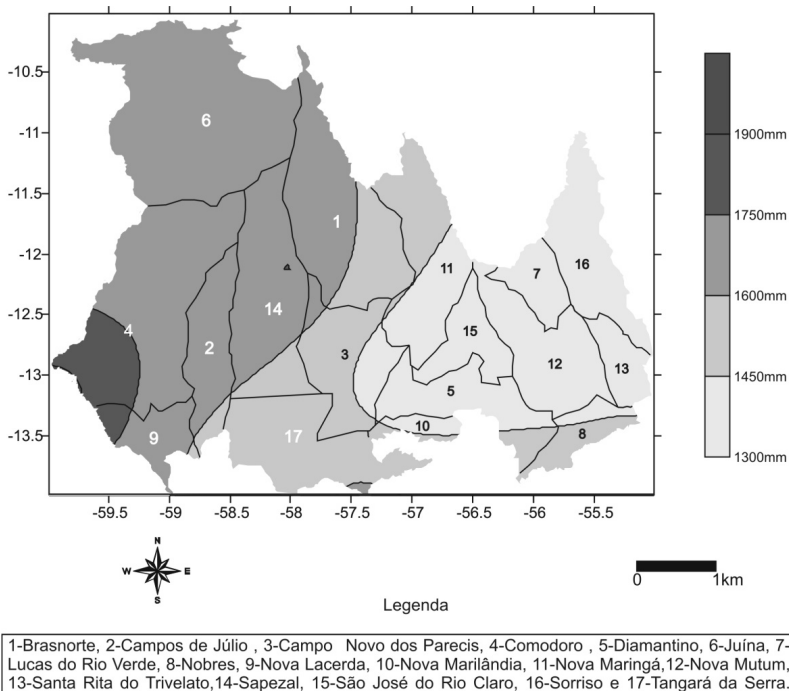 -10.5
-11
-11.5
-12
-12.5
-13
-13.5
6
1
4
2
14
3
11
15
7
16
12
13
5
10
8
9
17
1900mm
1750mm
1600mm
1450mm
1300mm
-59.5 -59 -58.5 -58 -57.5 -57 -56.5 -56 -55.5
N
W E
S
0 1km
Legenda
1-Brasnorte, 2-Campos de Júlio , 3-Campo Novo dos Parecis, 4-Comodoro , 5-Diamantino, 6-Juína, 7-
Lucas do Rio Verde, 8-Nobres, 9-Nova Lacerda, 10-Nova Marilândia, 11-Nova Maringá,12-Nova Mutum,
13-Santa Rita do Trivelato,14-Sapezal, 15-São José do Rio Claro, 16-Sorriso e 17-Tangará da Serra.